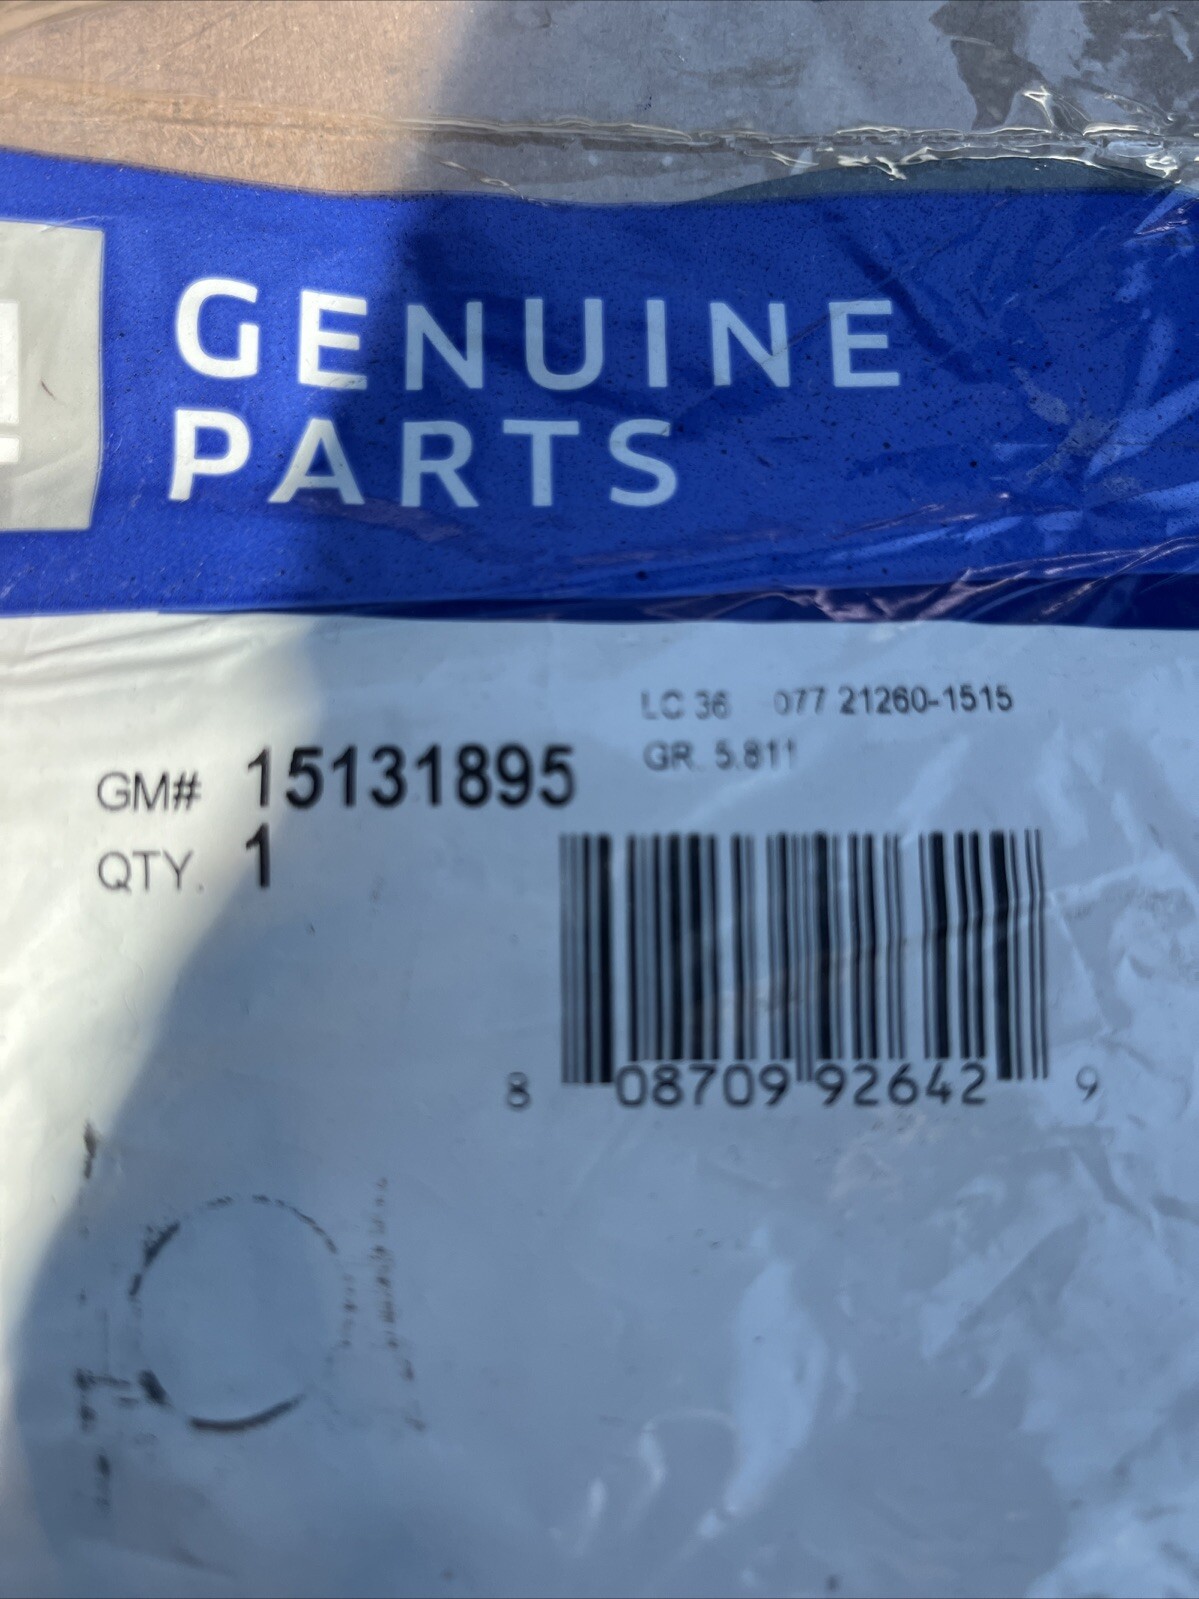 GENUINE
PARTS
LC 36 077 21260-1515
GR. 5.811
GM# 15131895
QTY. 1
8 08709 92642 9